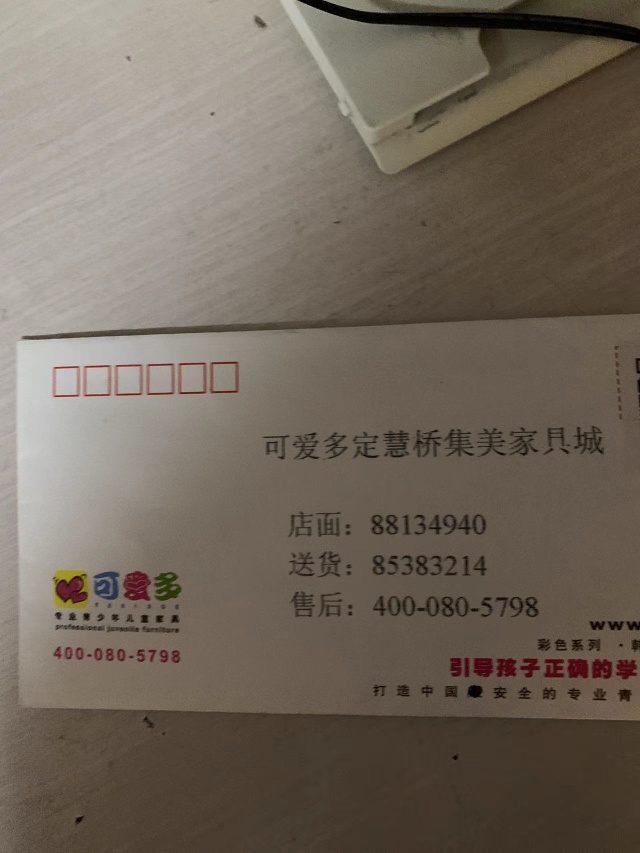 可爱多定慧桥集美家具城
店面：88134940
送货：85383214
售后：400-080-5798
可爱多
专业青少年儿童家具
professional juvenile furniture
400-080-5798
www
彩色系列 ·韩
引导孩子正确的学
打造中国 安全的专业青